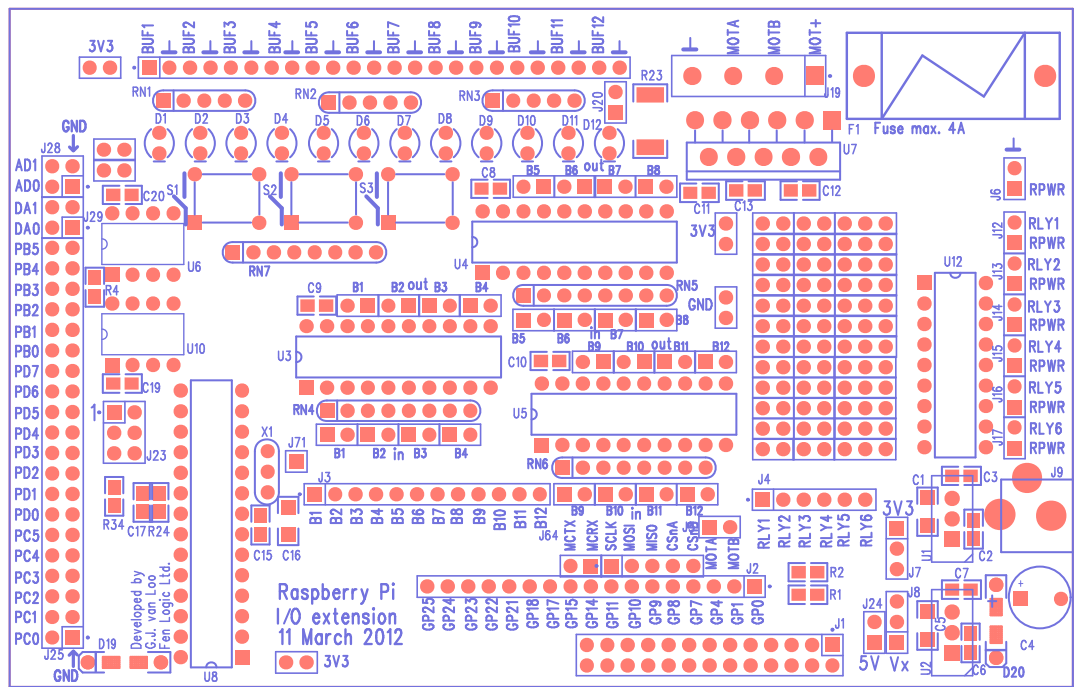 3V3
BUF1 BUF2 BUF3 BUF4 BUF5 BUF6 BUF7 BUF8 BUF9 BUF10 BUF11 BUF12
MOTA MOTB MOT+
RN1 RN2 RN3 J20 R23 J19
F1 Fuse max. 4A
GND
D1 D2 D3 D4 D5 D6 D7 D8 D9 D10 D11 D12
U7
J28
out
AD1
AD0
DA1
DA0
PB5
PB4
PB3
PB2
PB1
PB0
PD7
PD6
PD5
PD4
PD3
PD2
PD1
PD0
PC5
PC4
PC3
PC2
PC1
PC0
J29
C20
S1 S2 S3
C8
B5 B6 B7 B8
C11 C13 C12
J6 RPWR
U6
RN7
U4
3V3
R4
C9
B1 B2 out B3 B4
RN5
GND
B5 B6 in B7 B8
U10
U3
C10
B9 B10 out B11 B12
U12
J12 RLY1
RPWR
J13 RLY2
RPWR
J14 RLY3
RPWR
J15 RLY4
RPWR
J16 RLY5
RPWR
J17 RLY6
RPWR
C19
1
J23
RN4
U5
B1 B2 in B3 B4
X1
J71
RN6
R34
C17
R24
J3
B1 B2 B3 B4 B5 B6 B7 B8 B9 B10 B11 B12
B9 B10 in B11 B12
C15 C16
J4
RLY1 RLY2 RLY3 RLY4 RLY5 RLY6
C1 C3 J9
3V3
U1 C2
J7
J64
MCTX MCRX SCLK MOSI MISO CSnA CSnB
MOTA MOTB
J2
R2
R1
GP25 GP24 GP23 GP22 GP21 GP18 GP17 GP15 GP14 GP11 GP10 GP9 GP8 GP7 GP4 GP1 GP0
J1
J24 J8
5V Vx
C7
C5
U2 C6
C4
D20
Developed by
G.J. van Loo
Fen Logic Ltd.
Raspberry Pi
I/O extension
11 March 2012
J25
GND
D19
U8
3V3